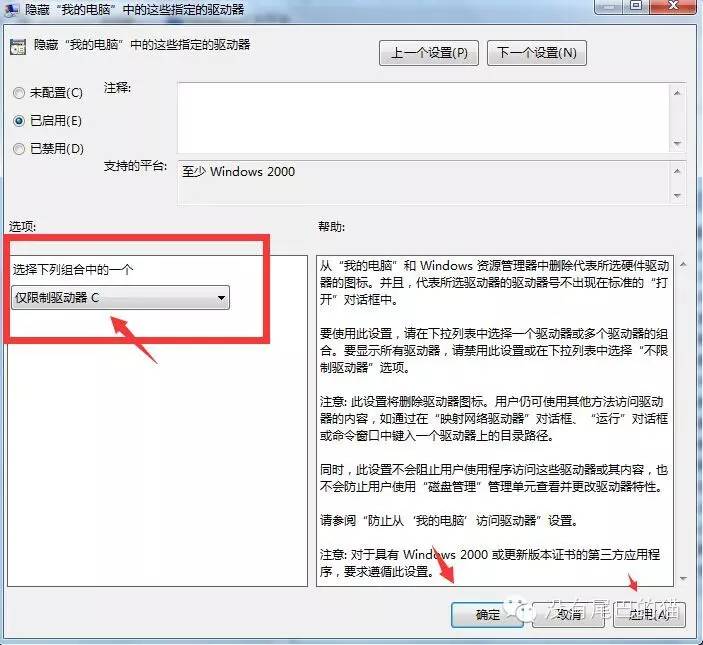 隐藏“我的电脑”中的这些指定的驱动器
隐藏“我的电脑”中的这些指定的驱动器
上一个设置(P)
下一个设置(N)
未配置(C)
注释:
已启用(E)
已禁用(D)
支持的平台:
至少 Windows 2000
选项:
帮助:
选择下列组合中的一个
仅限制驱动器 C
从“我的电脑”和 Windows 资源管理器中删除代表所选硬件驱动
器的图标。并且，代表所选驱动器的驱动器号不出现在标准的“打
开”对话框中。
要使用此设置，请在下拉列表中选择一个驱动器或多个驱动器的组
合。要显示所有驱动器，请禁用此设置或在下拉列表中选择“不限
制驱动器”选项。
注意: 此设置将删除驱动器图标。用户仍可使用其他方法访问驱动
器的内容，如通过在“映射网络驱动器”对话框、“运行”对话框
或命令窗口中键入一个驱动器上的目录路径。
同时，此设置不会阻止用户使用程序访问这些驱动器或其内容，也
不会防止用户使用“磁盘管理”管理单元查看并更改驱动器特性。
请参阅“防止从‘我的电脑’访问驱动器”设置。
注意: 对于具有 Windows 2000 或更新版本证书的第三方应用程
序，要求遵循此设置。
确定
取消
应用(A)
没有尾巴的猫